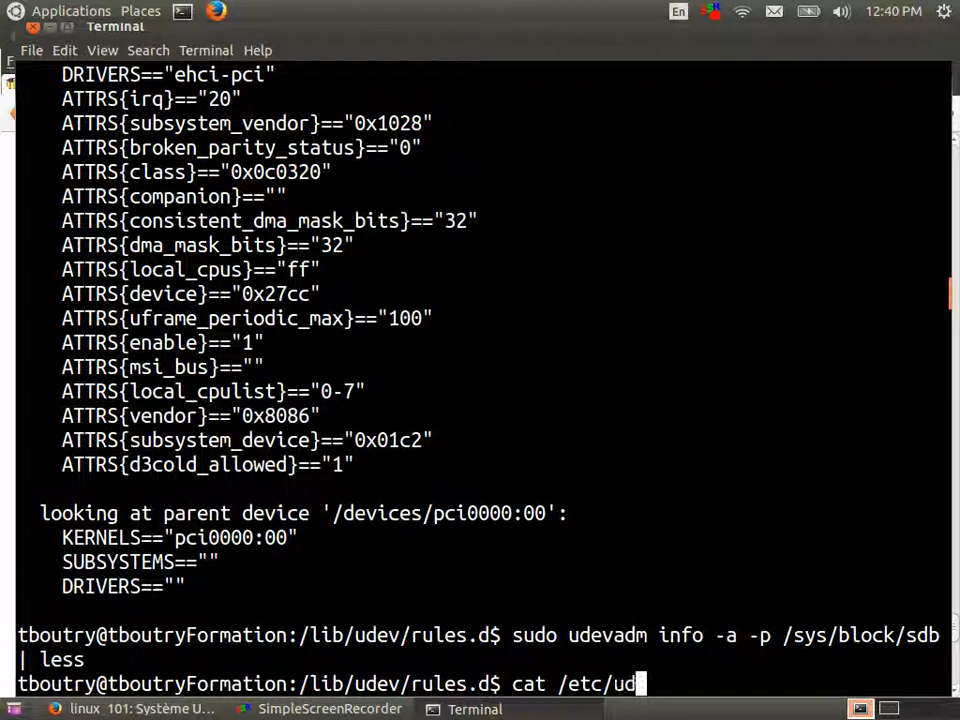 Applications Places En 12:40 PM
Terminal
File Edit View Search Terminal Help
DRIVERS=="ehci-pci"
ATTRS{irq}=="20"
ATTRS{subsystem_vendor}=="0x1028"
ATTRS{broken_parity_status}=="0"
ATTRS{class}=="0x0c0320"
ATTRS{companion}==""
ATTRS{consistent_dma_mask_bits}=="32"
ATTRS{dma_mask_bits}=="32"
ATTRS{local_cpus}=="ff"
ATTRS{device}=="0x27cc"
ATTRS{uframe_periodic_max}=="100"
ATTRS{enable}=="1"
ATTRS{msi_bus}==""
ATTRS{local_cpulist}=="0-7"
ATTRS{vendor}=="0x8086"
ATTRS{subsystem_device}=="0x01c2"
ATTRS{d3cold_allowed}=="1"
looking at parent device '/devices/pci0000:00':
KERNELS=="pci0000:00"
SUBSYSTEMS==""
DRIVERS==""
tboutry@tboutryFormation:/lib/udev/rules.d$ sudo udevadm info -a -p /sys/block/sdb
| less
tboutry@tboutryFormation:/lib/udev/rules.d$ cat /etc/ud
linux_101: Système U... SimpleScreenRecorder Terminal